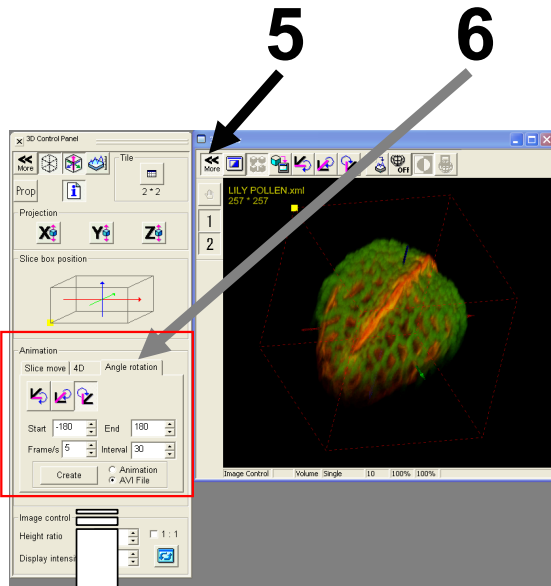 5 6
3D Control Panel
More
Tile
2 * 2
Prop
Projection
X Y Z
Slice box position
Animation
Slice move 4D Angle rotation
Start -180 End 180
Frame/s 5 Interval 30
Create
Animation
AVI File
Image control
Height ratio 1 : 1
Display intensi
More
OFF
1
2
LILY POLLEN.xml
257 * 257
Image Control Volume Single 10 100% 100%